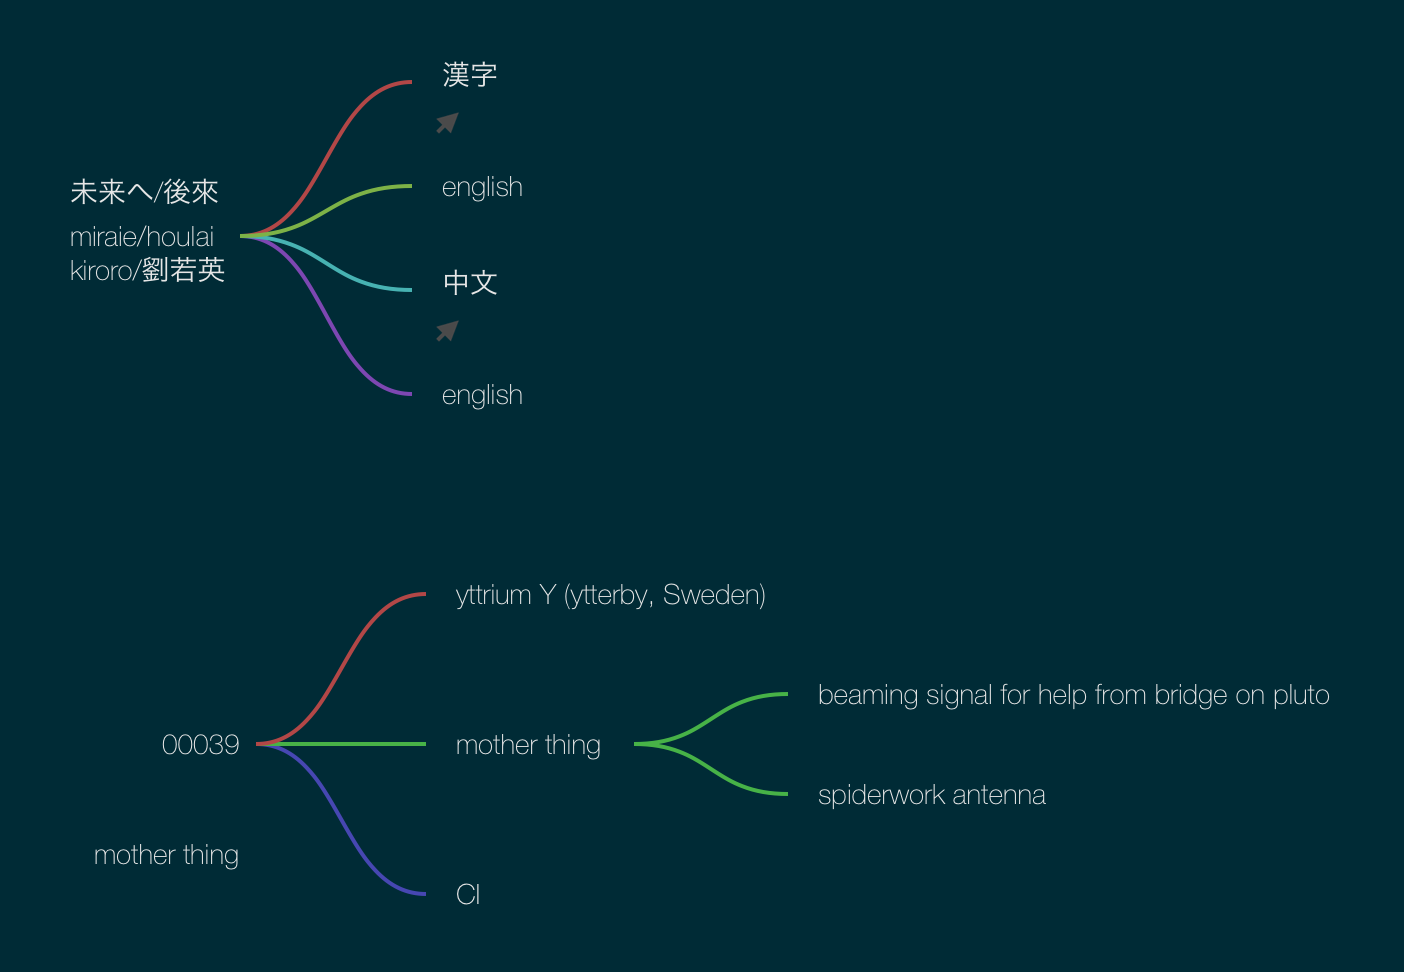 未来へ/後來
miraie/houlai
kiroro/劉若英
漢字
english
中文
english
00039
mother thing
yttrium Y (ytterby, Sweden)
mother thing
beaming signal for help from bridge on pluto
spiderwork antenna
CI